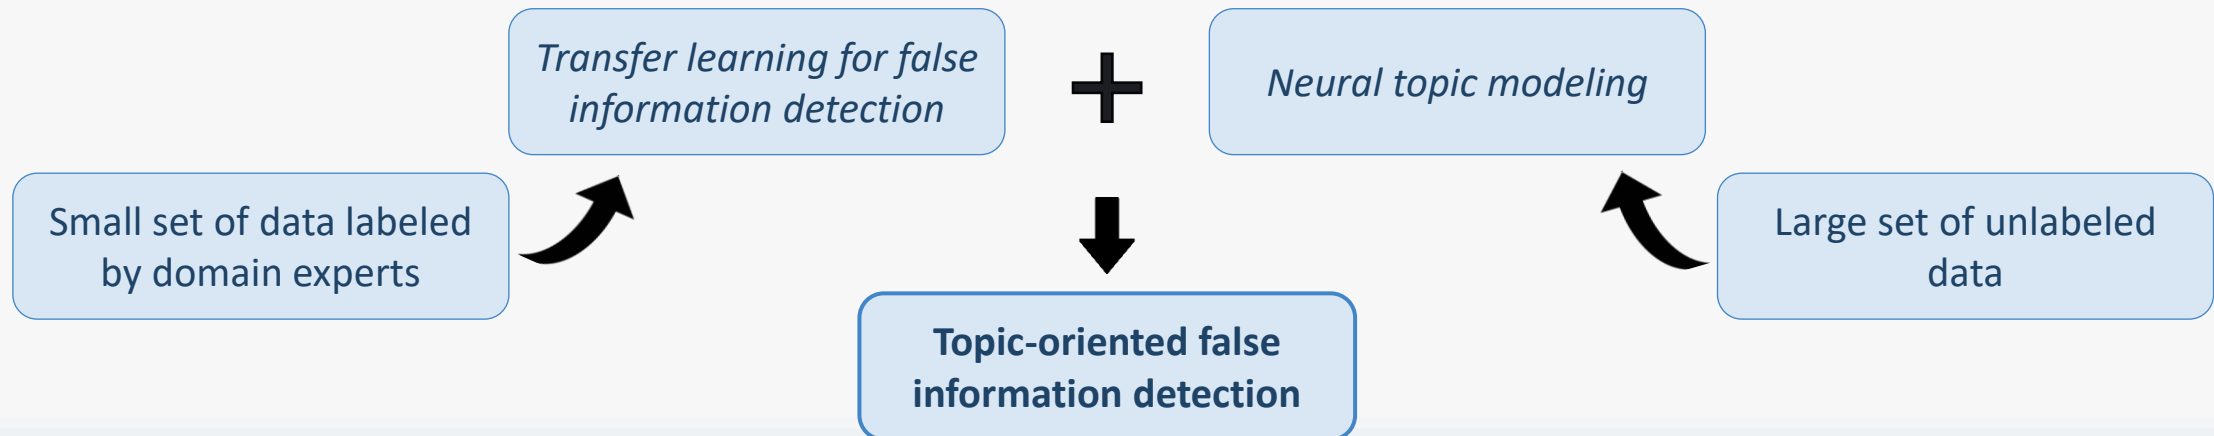 Transfer learning for false
information detection
+
Neural topic modeling
Small set of data labeled
by domain experts
Large set of unlabeled
data
Topic-oriented false
information detection